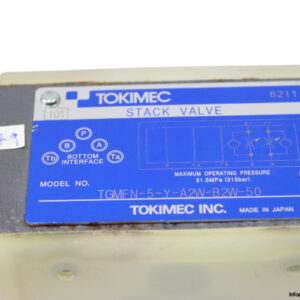 TOKIMEC
8211
101
STACK VALVE
P
B A
Tb Ta
BOTTOM
INTERFACE
MAXIMUM OPERATING PRESSURE
31.5MPa (315bar)
MODEL NO. TGMFN-5-Y-A2W-B2W-50
TOKIMEC INC. MADE IN JAPAN